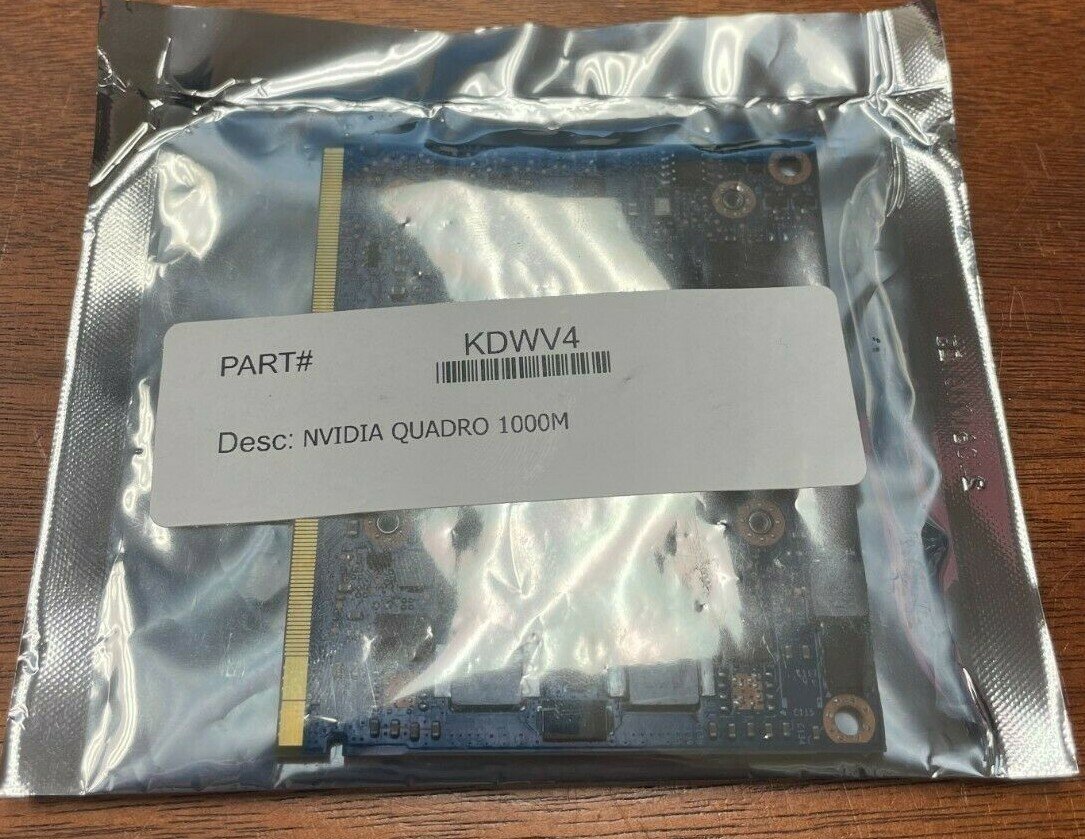 PART# KDWV4
Desc: NVIDIA QUADRO 1000M